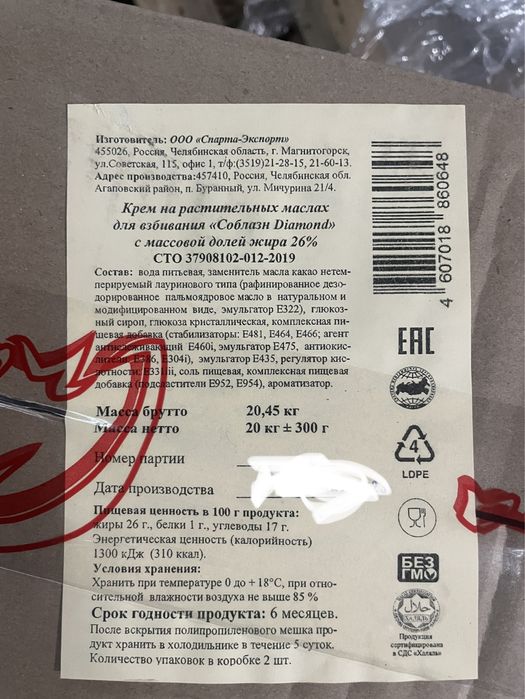 Изготовитель: ООО «Спарта-Экспорт»
455026, Россия, Челябинская область, г. Магнитогорск,
ул.Советская, 115, офис 1, т/ф:(3519)21-28-15, 21-60-13.
Адрес производства:457410, Россия, Челябинская обл.
Агаповский район, п. Буранный, ул. Мичурина 21/4.
Крем на растительных маслах
для взбивания «Соблазн Diamond»
с массовой долей жира 26%
СТО 37908102-012-2019
Состав: вода питьевая, заменитель масла какао нетем-
перируемый лауринового типа (рафинированное дезо-
дорированное пальмоядровое масло в натуральном и
модифицированном виде, эмульгатор Е322), глюкоз-
ный сироп, глюкоза кристаллическая, комплексная пи-
щевая добавка (стабилизаторы: Е481, Е464, Е466; агент
антислеживающий Е460i, эмульгатор Е475, антиокис-
лители, Е386, Е304i), эмульгатор Е435, регулятор кис-
лотности: Е331iii, соль пищевая, комплексная пищевая
добавка (подсластители Е952, Е954), ароматизатор.
Масса брутто 20,45 кг
Масса нетто 20 кг ± 300 г
Номер партии
Дата производства
Пищевая ценность в 100 г продукта:
жиры 26 г., белки 1 г., углеводы 17 г.
Энергетическая ценность (калорийность)
1300 кДж (310 ккал).
Условия хранения:
Хранить при температуре 0 до + 18°С, при отно-
сительной влажности воздуха не выше 85 %
Срок годности продукта: 6 месяцев.
После вскрытия полипропиленового мешка про-
дукт хранить в холодильнике в течение 5 суток.
Количество упаковок в коробке 2 шт.
4 607018 860648
EAC
4
LDPE
БЕЗ
ГМО
حلال
ХАЛЯЛЬ
Продукция
сертифицирована
в СДС «Халяль»